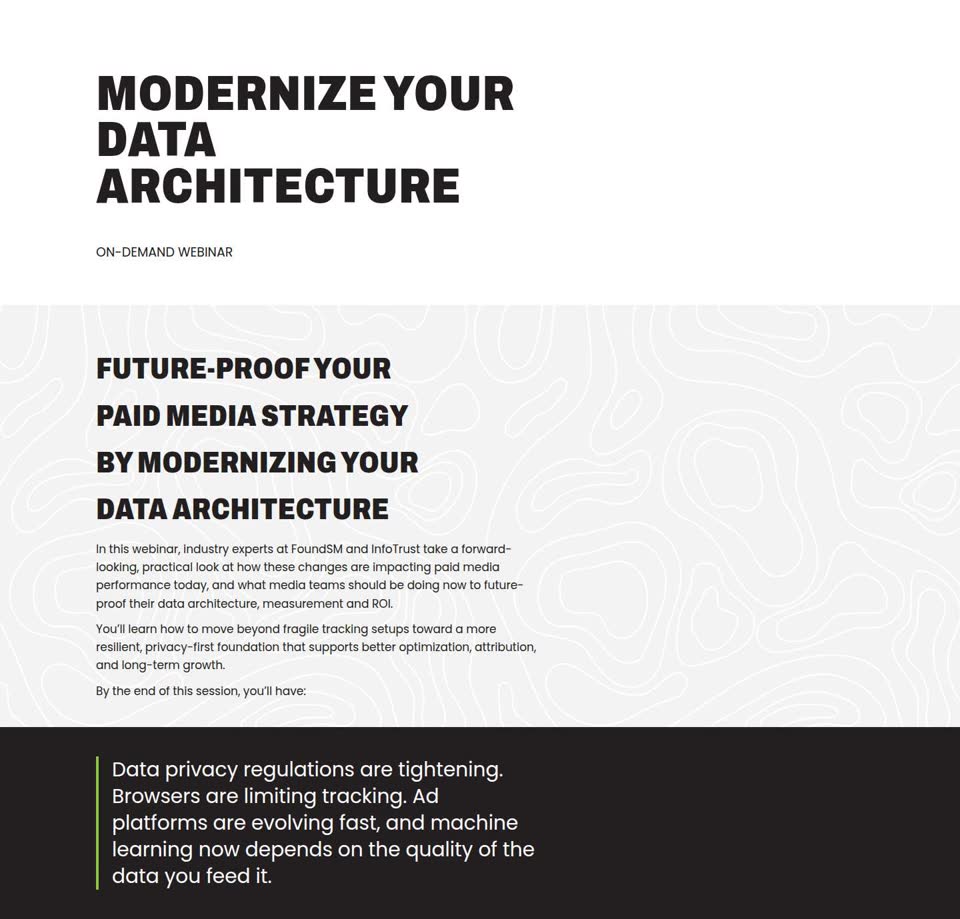 MODERNIZE YOUR
DATA
ARCHITECTURE
ON-DEMAND WEBINAR
FUTURE-PROOF YOUR
PAID MEDIA STRATEGY
BY MODERNIZING YOUR
DATA ARCHITECTURE
In this webinar, industry experts at FoundSM and InfoTrust take a forward-
looking, practical look at how these changes are impacting paid media
performance today, and what media teams should be doing now to future-
proof their data architecture, measurement and ROI.
You’ll learn how to move beyond fragile tracking setups toward a more
resilient, privacy-first foundation that supports better optimization, attribution,
and long-term growth.
By the end of this session, you’ll have:
Data privacy regulations are tightening.
Browsers are limiting tracking. Ad
platforms are evolving fast, and machine
learning now depends on the quality of the
data you feed it.